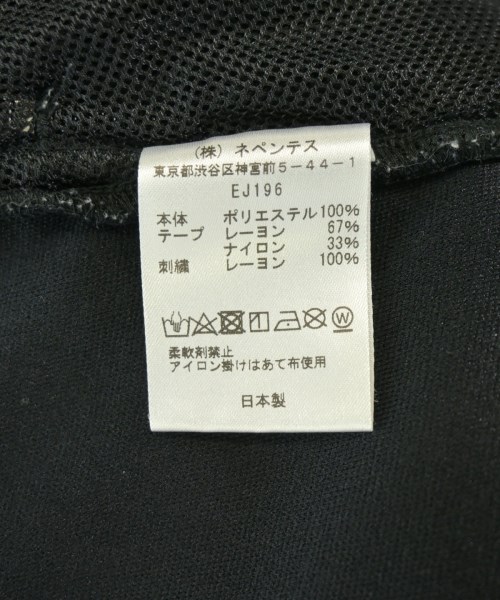 (株) ネペンテス
東京都渋谷区神宮前5-44-1
EJ196
本体 ポリエステル100%
テープ レーヨン 67%
ナイロン 33%
刺繍 レーヨン 100%
W
柔軟剤禁止
アイロン掛けはあて布使用
日本製